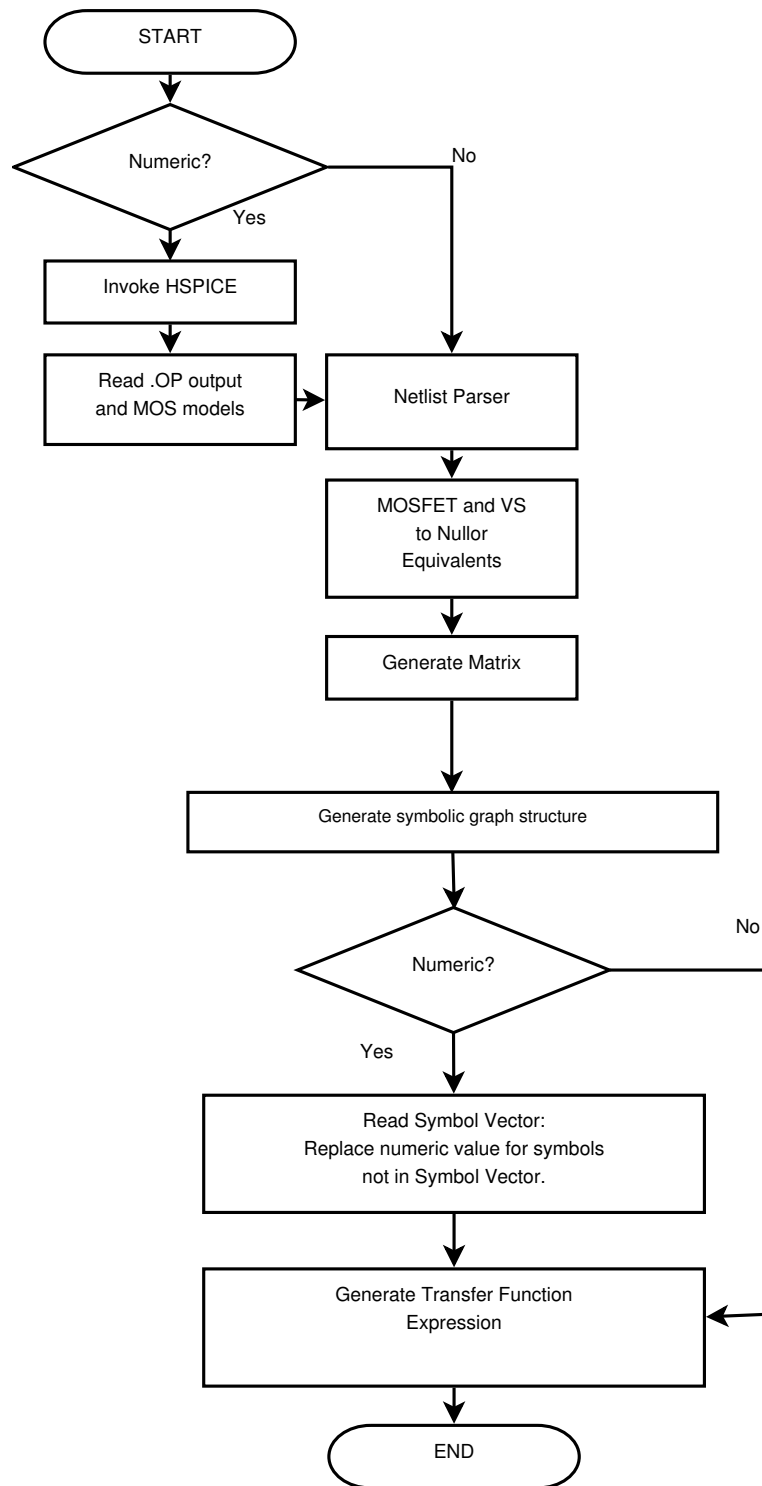 START
Numeric?
No
Yes
Invoke HSPICE
Read .OP output
and MOS models
Netlist Parser
MOSFET and VS
to Nullor
Equivalents
Generate Matrix
Generate symbolic graph structure
Numeric?
No
Yes
Read Symbol Vector:
Replace numeric value for symbols
not in Symbol Vector.
Generate Transfer Function
Expression
END